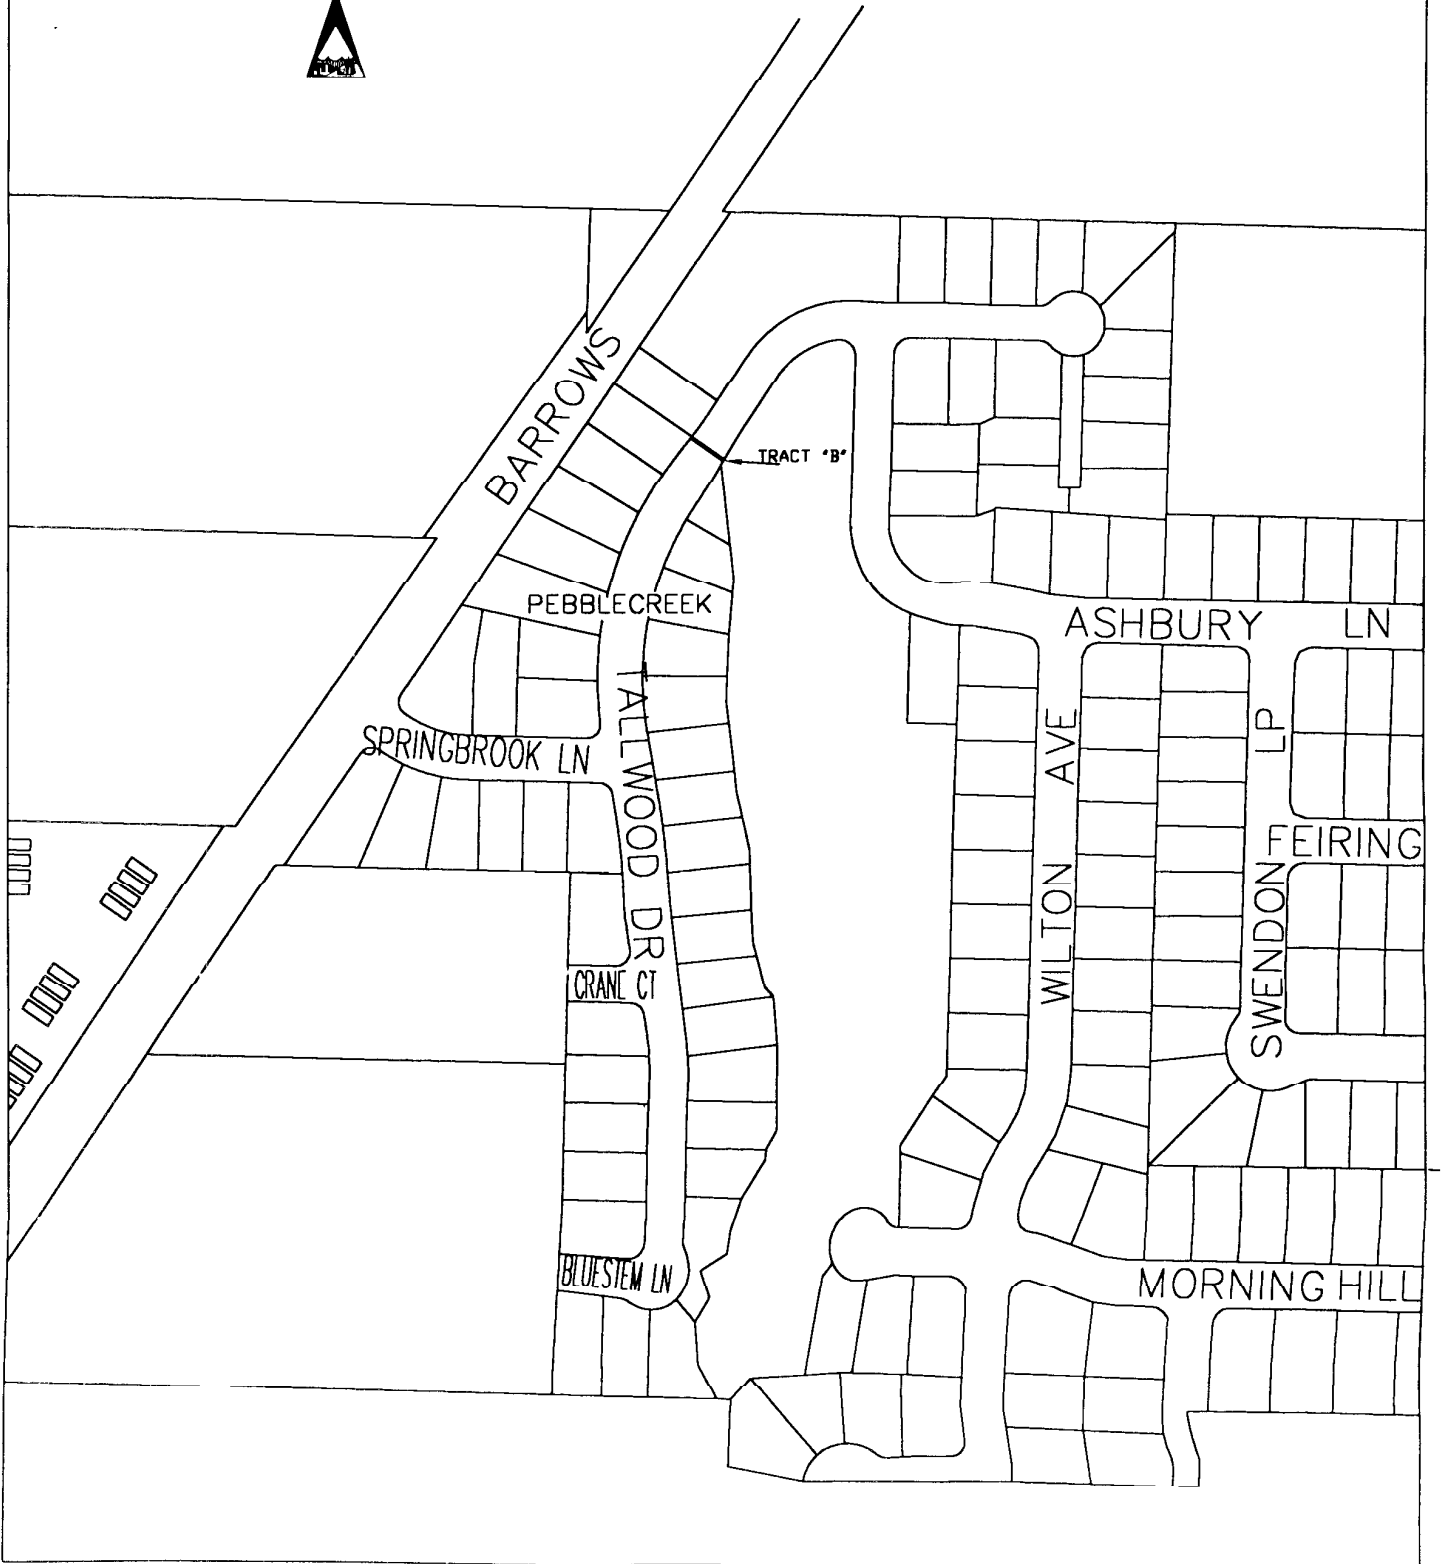 BARROWS
TRACT "B"
PEBBLECREEK
ASHBURY LN
TALLWOOD DR
SPRINGBROOK LN
WILTON AVE
SWENDON LP
FEIRING
CRANE CT
BLUESTEM LN
MORNING HILL